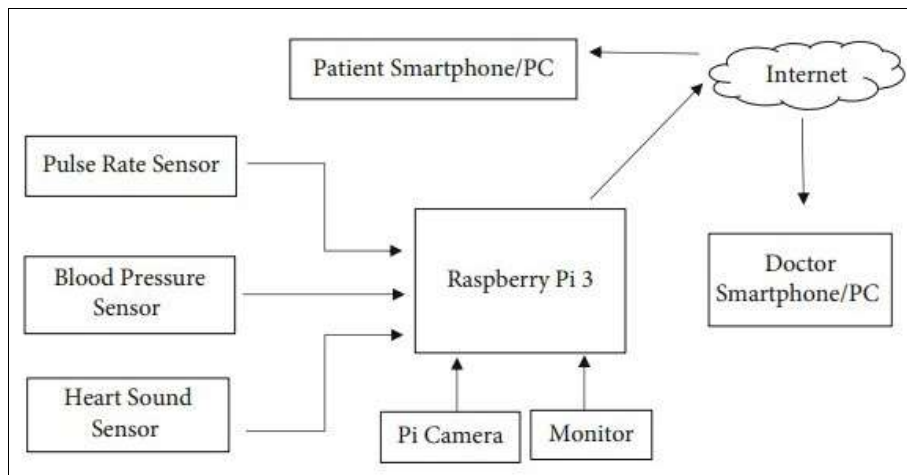 Patient Smartphone/PC
Internet
Pulse Rate Sensor
Blood Pressure
Sensor
Raspberry Pi 3
Doctor
Smartphone/PC
Heart Sound
Sensor
Pi Camera
Monitor